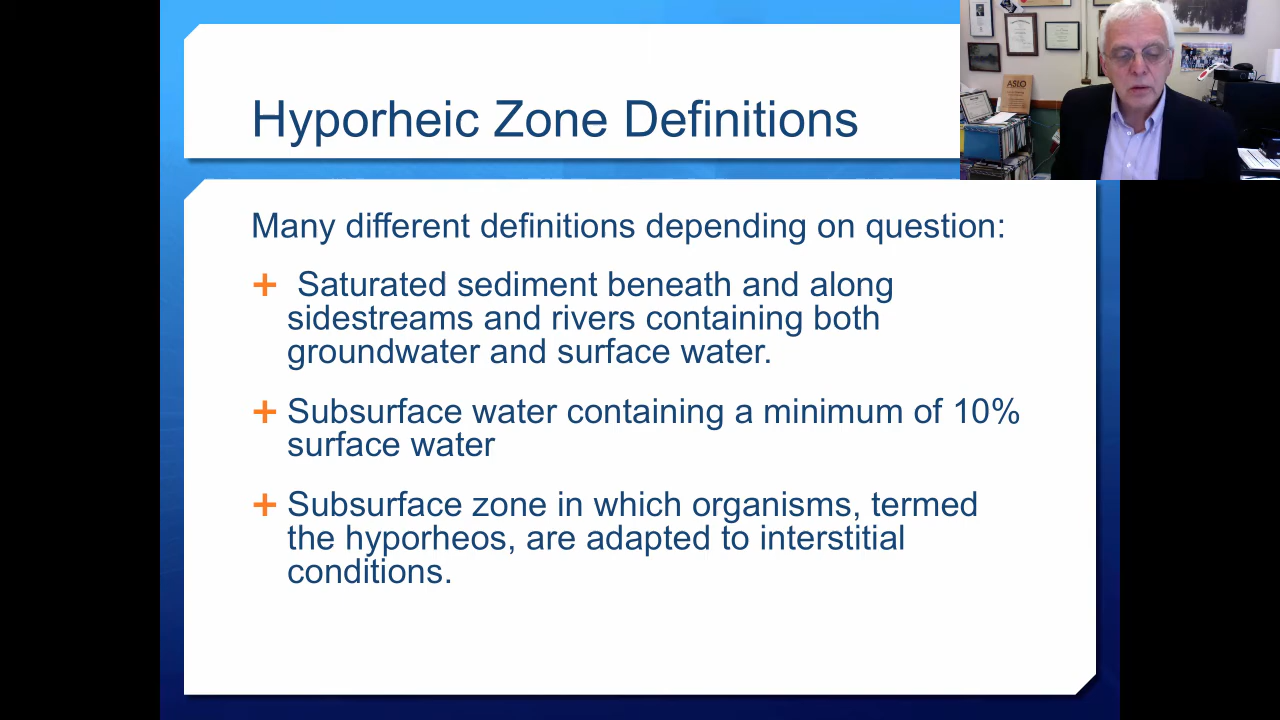 Hyporheic Zone Definitions
ASLO
Many different definitions depending on question:
+ Saturated sediment beneath and along
sidestreams and rivers containing both
groundwater and surface water.
+ Subsurface water containing a minimum of 10%
surface water
+ Subsurface zone in which organisms, termed
the hyporheos, are adapted to interstitial
conditions.